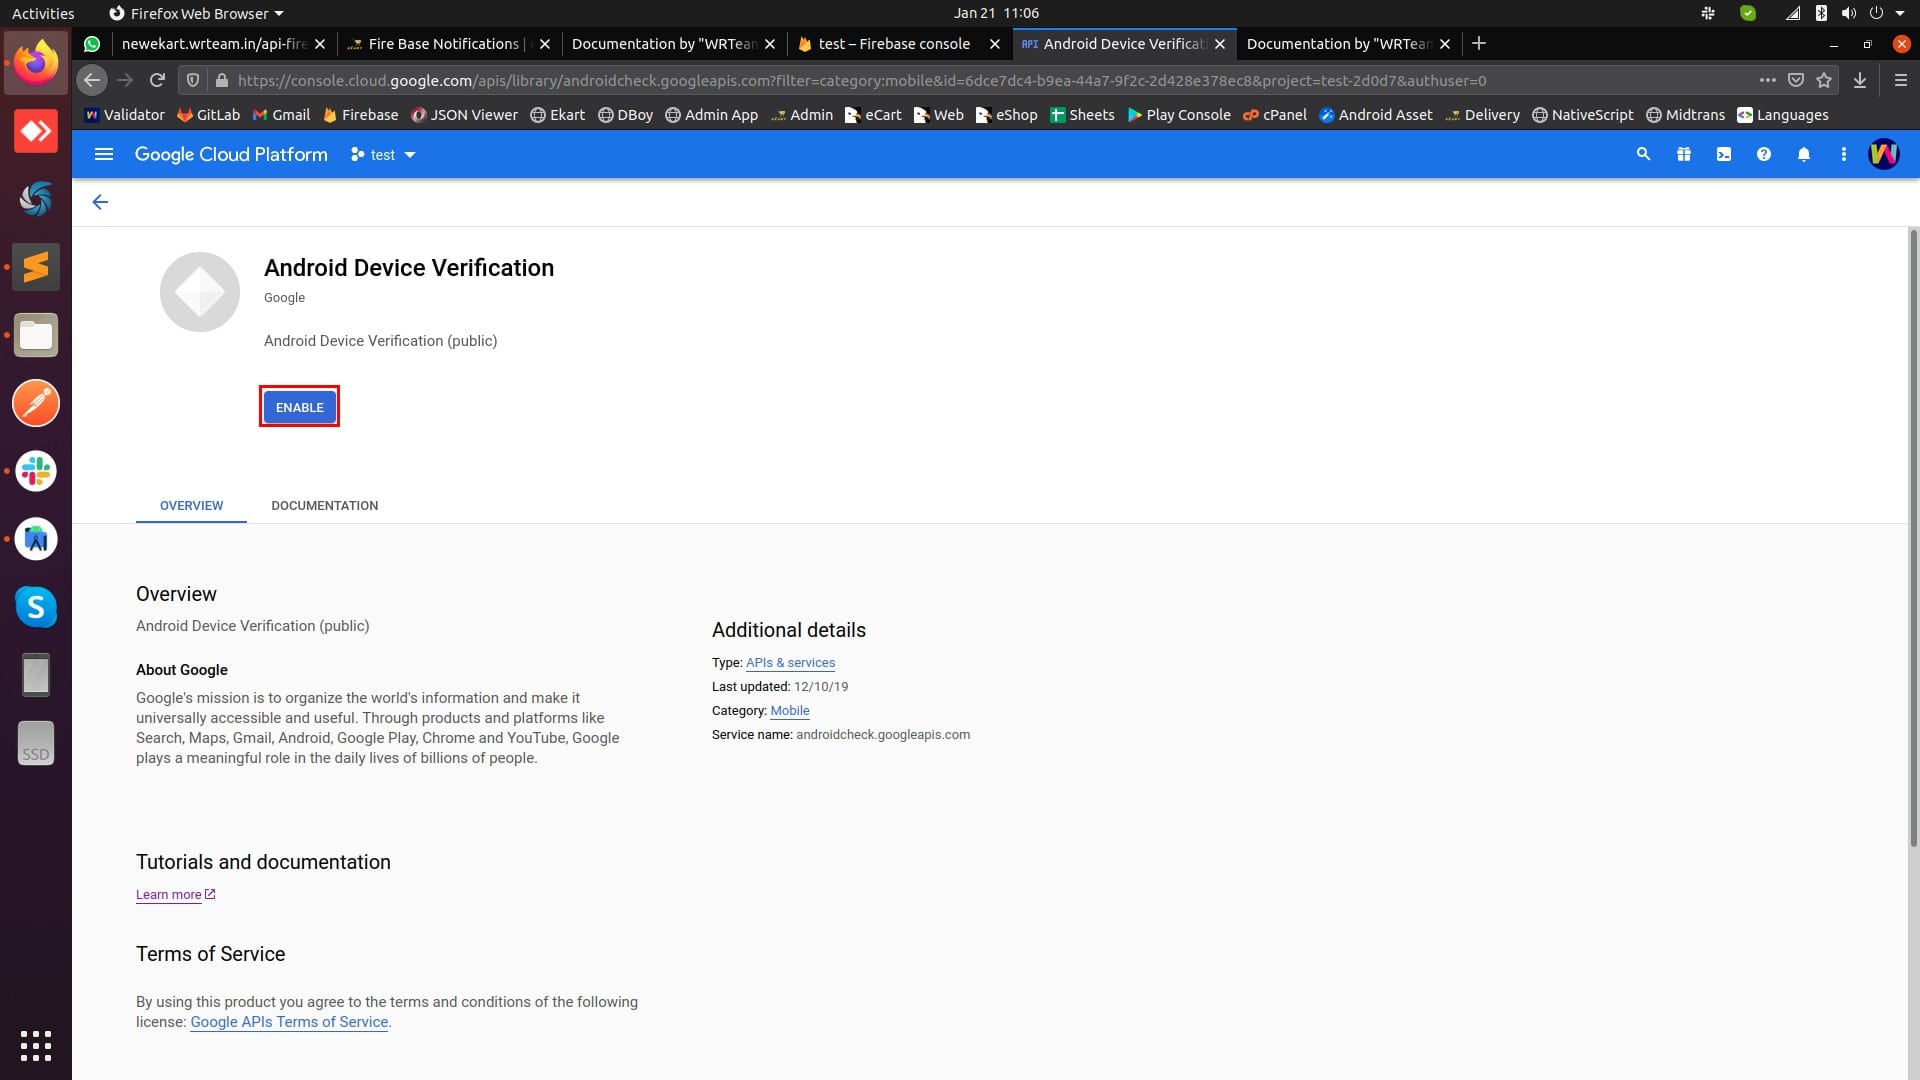 Activities
Firefox Web Browser
Jan 21 11:06
newekart.wrteam.in/api-fire
Fire Base Notifications |
Documentation by "WRTeam
test – Firebase console
API Android Device Verificat
Documentation by "WRTeam
https://console.cloud.google.com/apis/library/androidcheck.googleapis.com?filter=category:mobile&id=6dce7dc4-b9ea-44a7-9f2c-2d428e378ec8&project=test-2d0d7&authuser=0
Validator
GitLab
Gmail
Firebase
JSON Viewer
Ekart
DBoy
Admin App
Admin
eCart
Web
eShop
Sheets
Play Console
cPanel
Android Asset
Delivery
NativeScript
Midtrans
Languages
Google Cloud Platform
test
Android Device Verification
Google
Android Device Verification (public)
ENABLE
OVERVIEW
DOCUMENTATION
Overview
Android Device Verification (public)
About Google
Google's mission is to organize the world's information and make it
universally accessible and useful. Through products and platforms like
Search, Maps, Gmail, Android, Google Play, Chrome and YouTube, Google
plays a meaningful role in the daily lives of billions of people.
Additional details
Type: APIs & services
Last updated: 12/10/19
Category: Mobile
Service name: androidcheck.googleapis.com
Tutorials and documentation
Learn more
Terms of Service
By using this product you agree to the terms and conditions of the following
license: Google APIs Terms of Service.
SSD